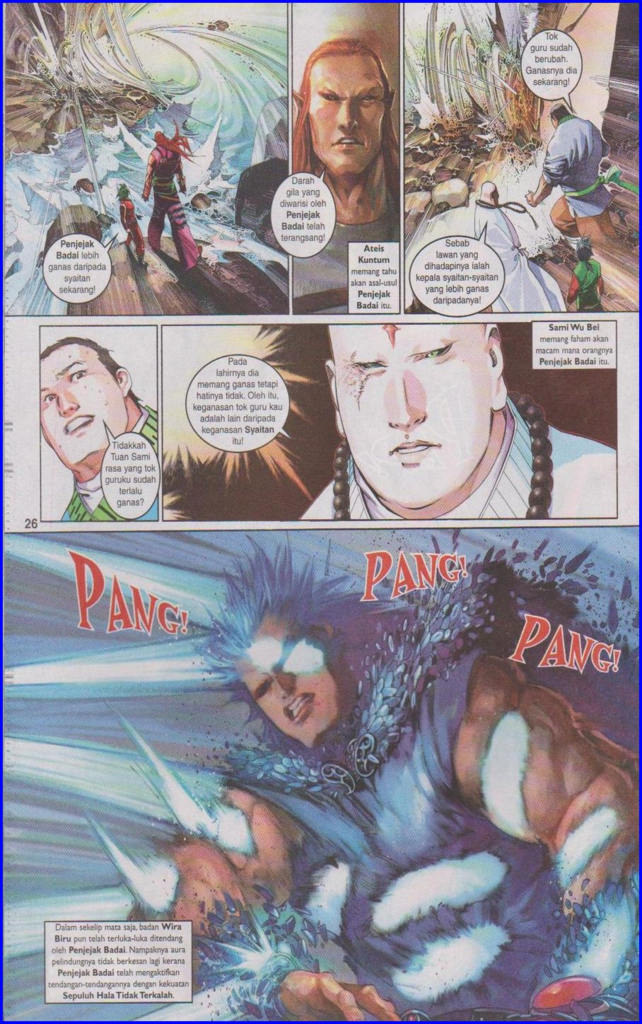 Penjejak
Badai lebih
ganas daripada
syaitan
sekarang!
Darah
gila yang
diwarisi oleh
Penjejak
Badai telah
terangsang!
Ateis
Kuntum
memang tahu
akan asal-usul
Penjejak
Badai itu.
Tok
guru sudah
berubah.
Ganasnya dia
sekarang!
Sebab
lawan yang
dihadapinya ialah
kepala syaitan-syaitan
yang lebih ganas
daripadanya!
Tidakkah
Tuan Sami
rasa yang tok
guruku sudah
terlalu
ganas?
Pada
lahirnya dia
memang ganas tetapi
hatinya tidak. Oleh itu,
keganasan tok guru kau
adalah lain daripada
keganasan Syaitan
itu!
Sami Wu Bei
memang faham akan
macam mana orangnya
Penjejak Badai itu.
26
PANG!
PANG!
PANG!
Dalam sekelip mata saja, badan Wira
Biru pun telah terluka-luka ditendang
oleh Penjejak Badai. Nampaknya aura
pelindungnya tidak berkesan lagi kerana
Penjejak Badai telah mengaktifkan
tendangan-tendangannya dengan kekuatan
Sepuluh Hala Tidak Terkalah.